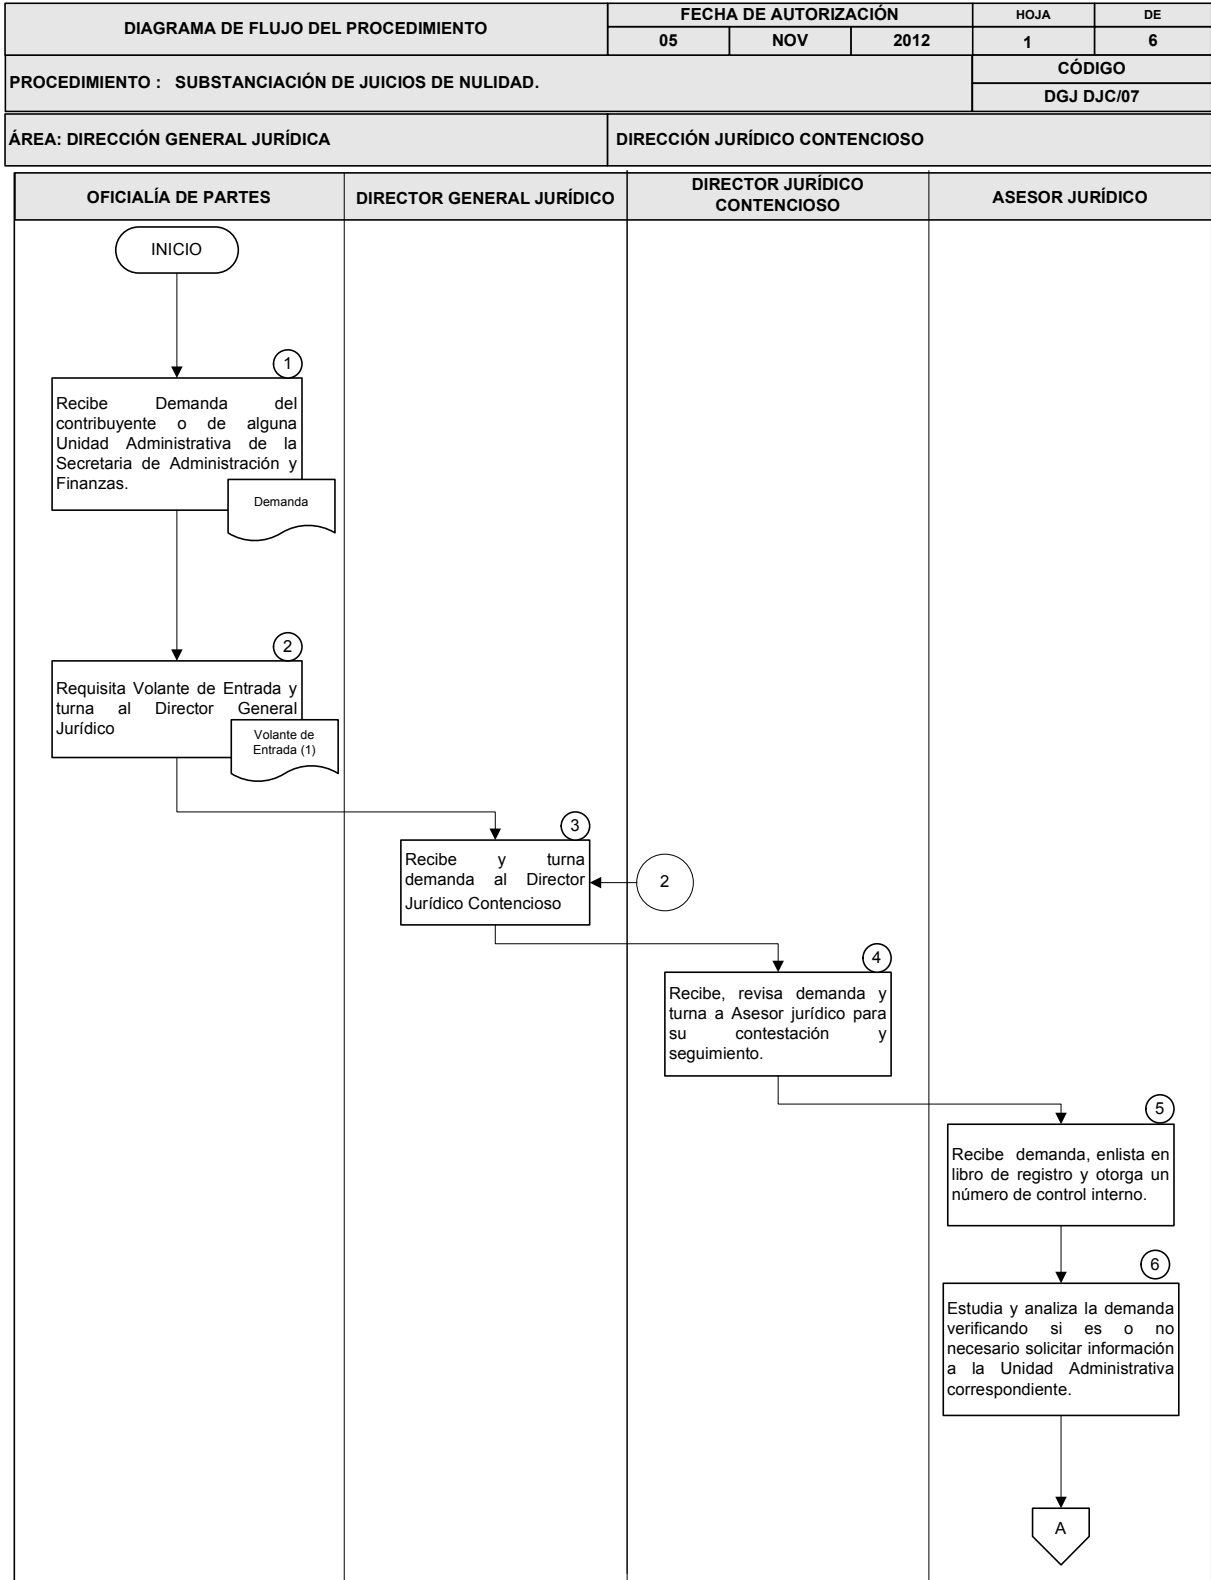 DIAGRAMA DE FLUJO DEL PROCEDIMIENTO
FECHA DE AUTORIZACIÓN
HOJA
DE
05
NOV
2012
1
6
PROCEDIMIENTO : SUBSTANCIACIÓN DE JUICIOS DE NULIDAD.
CÓDIGO
DGJ DJC/07
ÁREA: DIRECCIÓN GENERAL JURÍDICA
DIRECCIÓN JURÍDICO CONTENCIOSO
OFICIALÍA DE PARTES
DIRECTOR GENERAL JURÍDICO
DIRECTOR JURÍDICO
CONTENCIOSO
ASESOR JURÍDICO
INICIO
1
Recibe Demanda del
contribuyente o de alguna
Unidad Administrativa de la
Secretaria de Administración y
Finanzas.
Demanda
2
Requisita Volante de Entrada y
turna al Director General
Jurídico
Volante de
Entrada (1)
3
Recibe y turna
demanda al Director
Jurídico Contencioso
2
4
Recibe, revisa demanda y
turna a Asesor jurídico para
su contestación y
seguimiento.
5
Recibe demanda, enlista en
libro de registro y otorga un
número de control interno.
6
Estudia y analiza la demanda
verificando si es o no
necesario solicitar información
a la Unidad Administrativa
correspondiente.
A